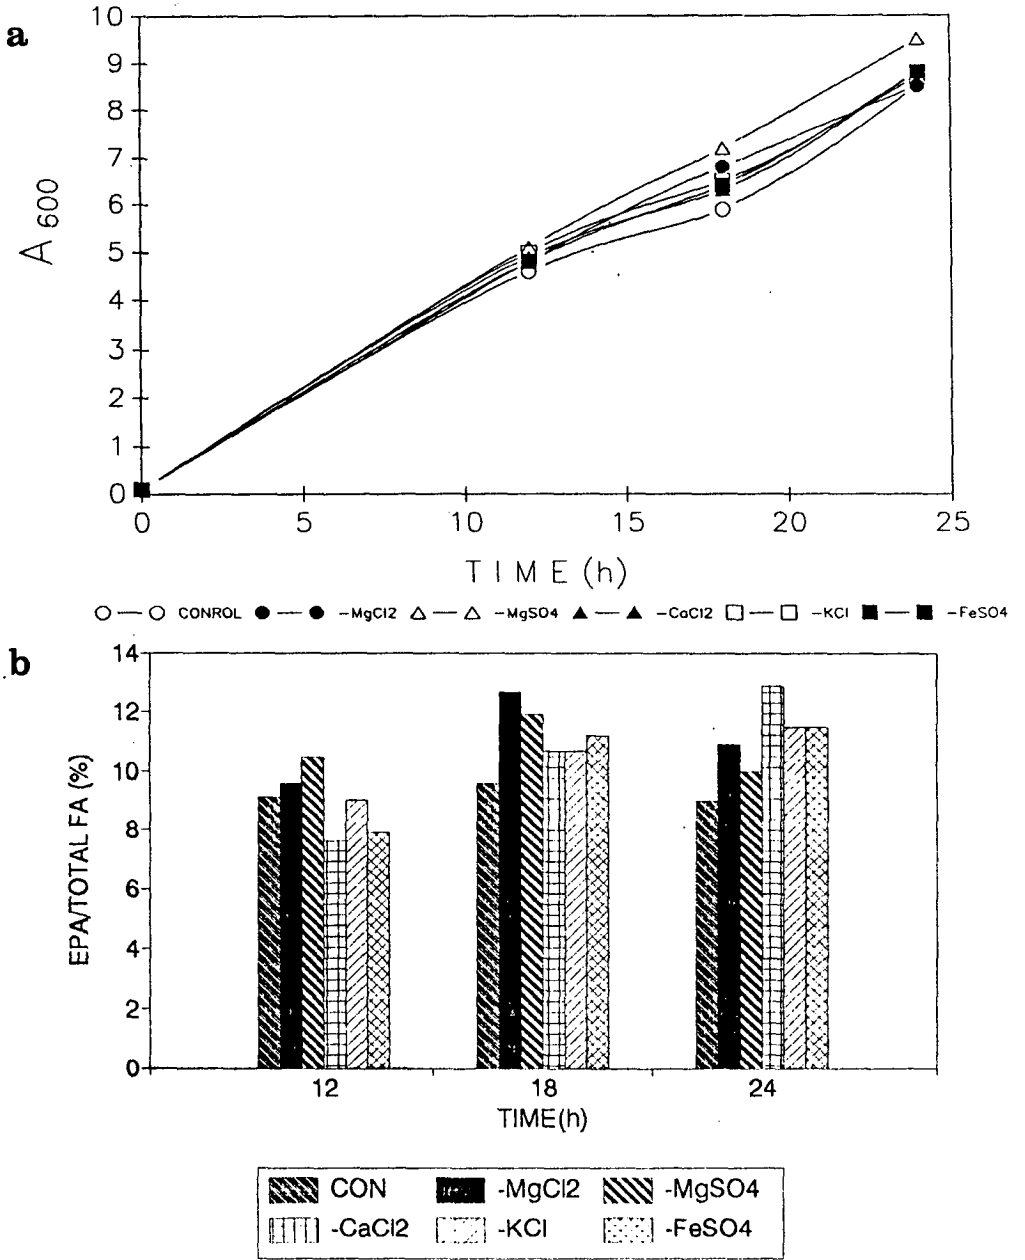 a
10
9
8
7
6
5
4
3
2
1
0
A 600
0 5 10 15 20 25
TIME (h)
CONROL -MgCl2 -MgSO4 -CaCl2 -KCl -FeSO4
b
14
12
10
8
6
4
2
0
EPA/TOTAL FA (%)
12 18 24
TIME(h)
CON -MgCl2 -MgSO4
-CaCl2 -KCl -FeSO4